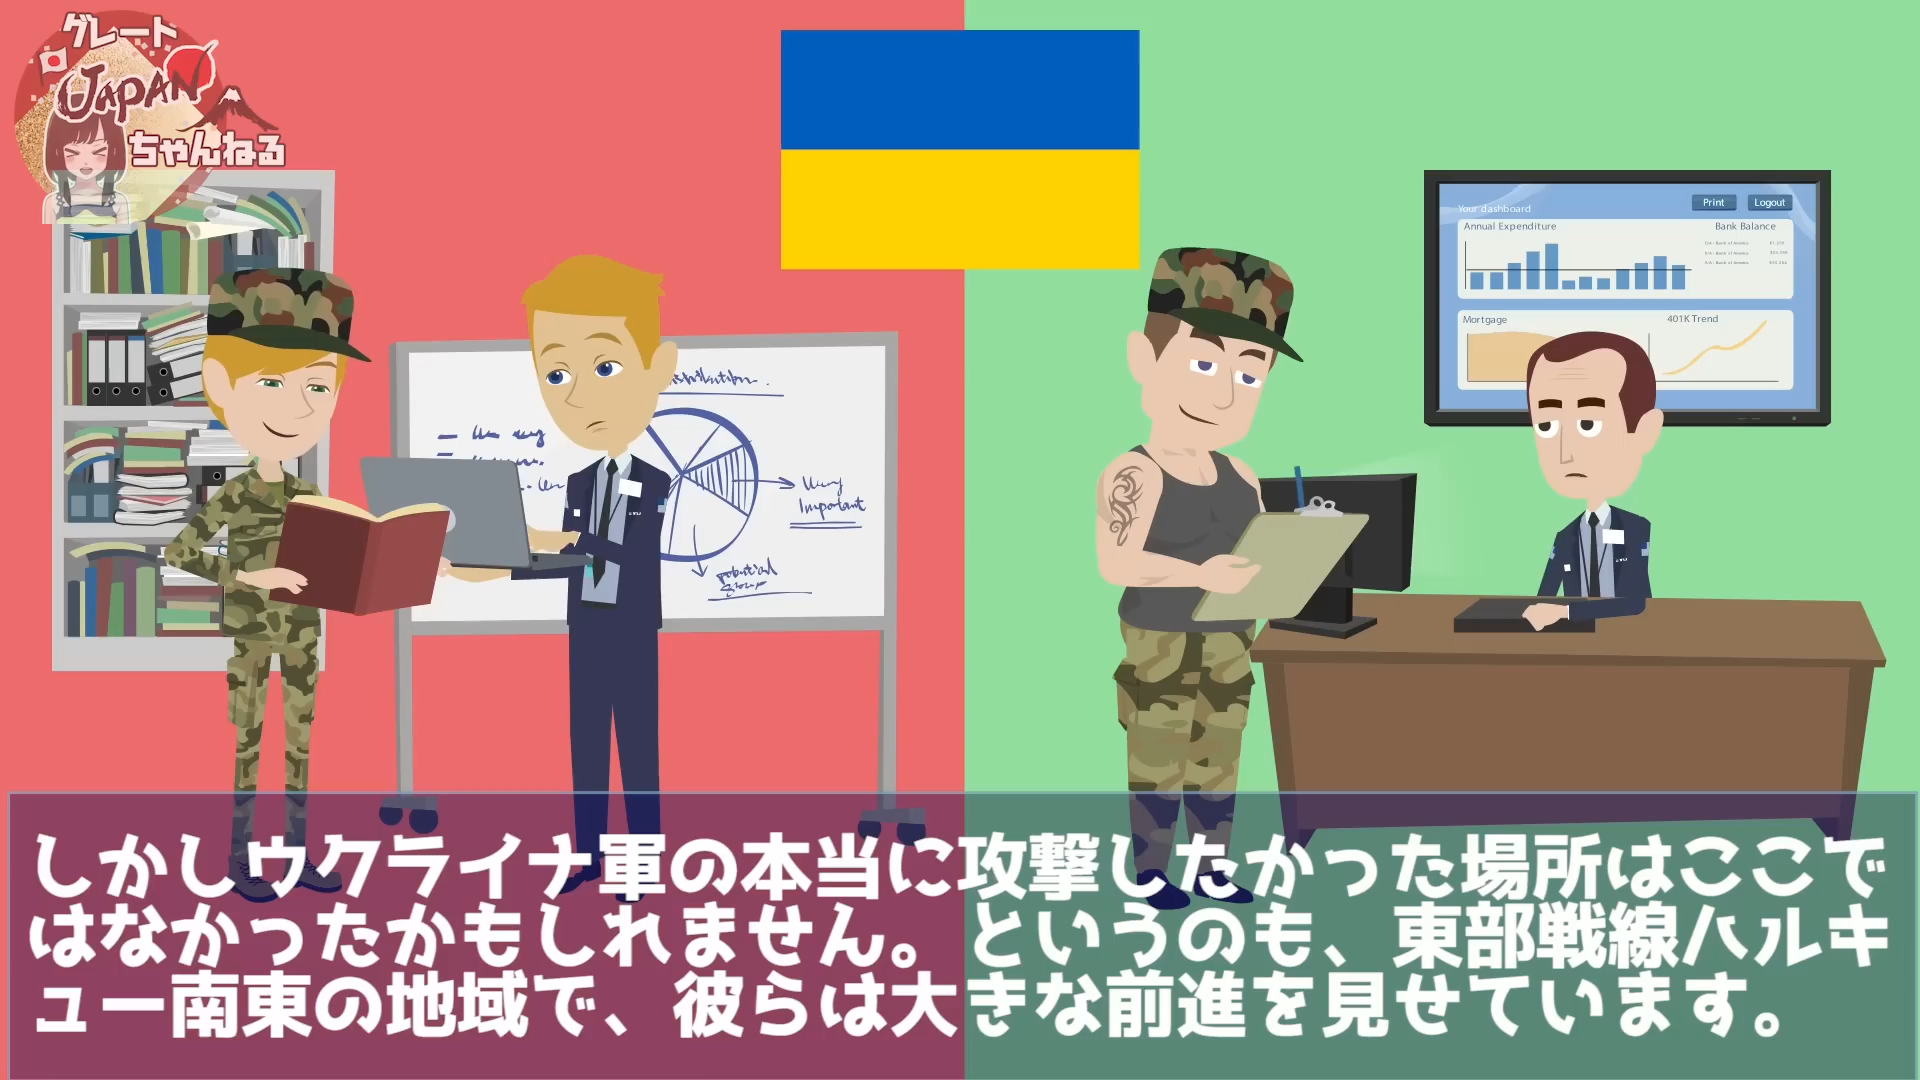 グレート
JAPAN
ちゃんねる
Your dashboard
Print
Logout
Annual Expenditure
Bank Balance
Mortgage
401K Trend
Very
Important
potential
group
しかしウクライナ軍の本当に攻撃したかった場所はここで
はなかったかもしれません。というのも、東部戦線ハルキ
ュー南東の地域で、彼らは大きな前進を見せています。